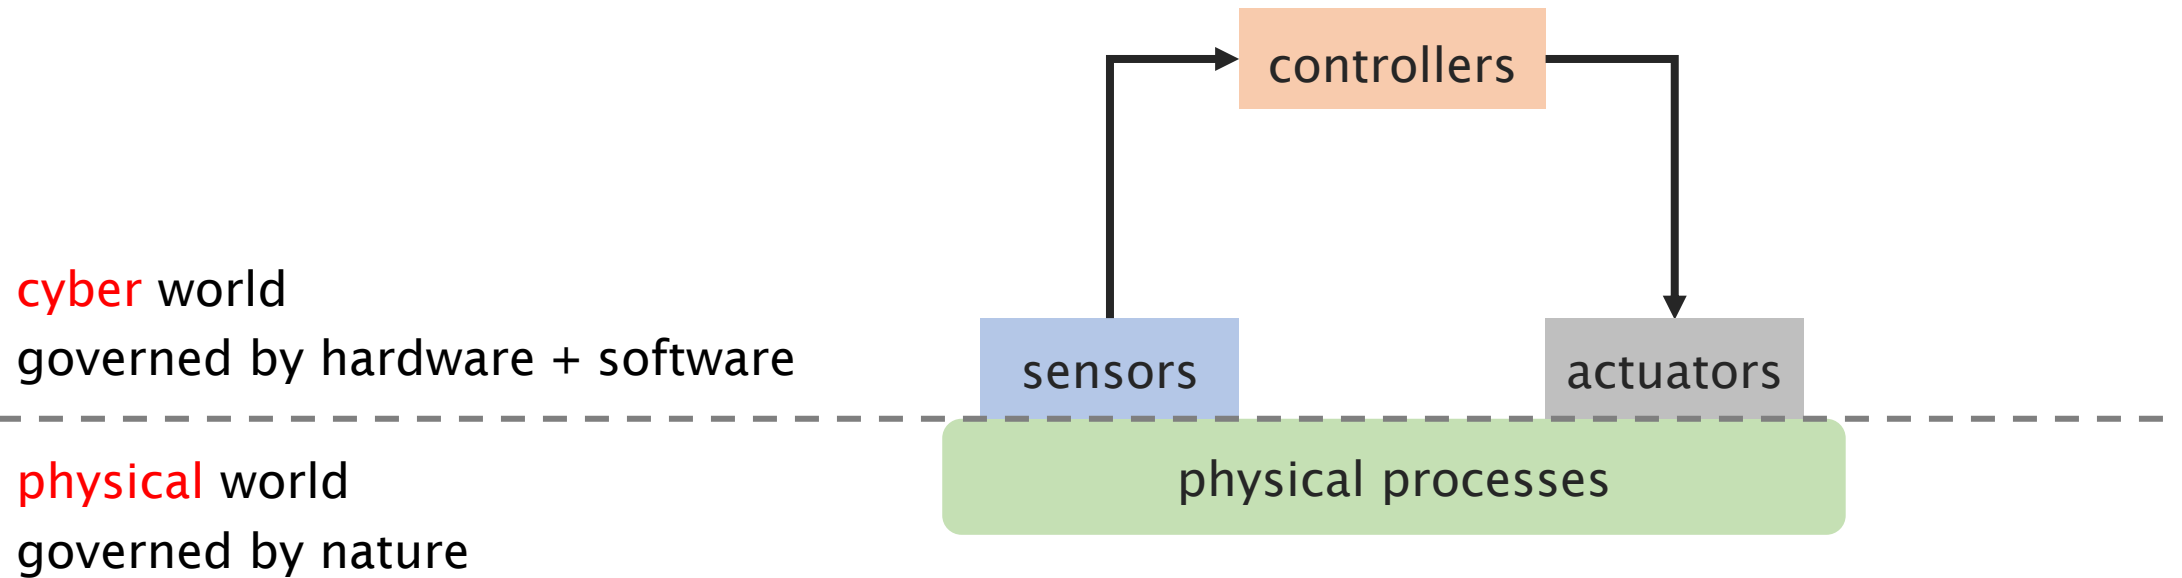 controllers
cyber world
governed by hardware + software
sensors
actuators
physical processes
physical world
governed by nature